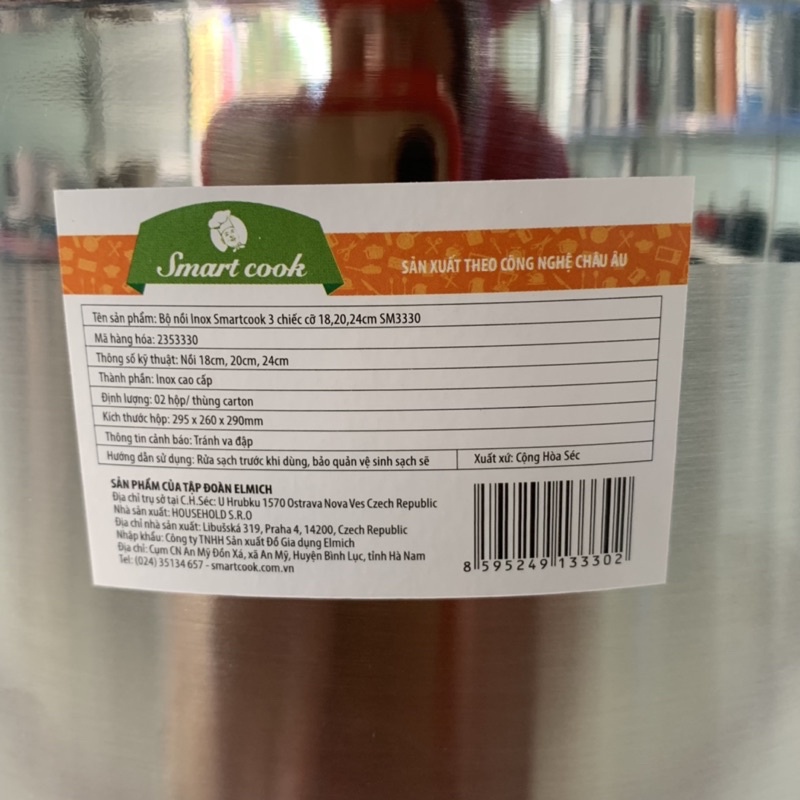 Smart cook
SẢN XUẤT THEO CÔNG NGHỆ CHÂU ÂU
Tên sản phẩm: Bộ nồi Inox Smartcook 3 chiếc cỡ 18,20,24cm SM3330
Mã hàng hóa: 2353330
Thông số kỹ thuật: Nồi 18cm, 20cm, 24cm
Thành phần: Inox cao cấp
Định lượng: 02 hộp/ thùng carton
Kích thước hộp: 295 x 260 x 290mm
Thông tin cảnh báo: Tránh va đập
Hướng dẫn sử dụng: Rửa sạch trước khi dùng, bảo quản vệ sinh sạch sẽ
Xuất xứ: Cộng Hòa Séc
SẢN PHẨM CỦA TẬP ĐOÀN ELMICH
Địa chỉ trụ sở tại C.H.Séc: U Hrubku 1570 Ostrava Nova Ves Czech Republic
Nhà sản xuất: HOUSEHOLD S.R.O
Địa chỉ nhà sản xuất: Libušská 319, Praha 4, 14200, Czech Republic
Nhập khẩu: Công ty TNHH Sản xuất Đồ Gia dụng Elmich
Địa chỉ: Cụm CN An Mỹ Đồn Xá, xã An Mỹ, Huyện Bình Lục, tỉnh Hà Nam
Tel: (024) 35134 657 - smartcook.com.vn
8 595249 133302